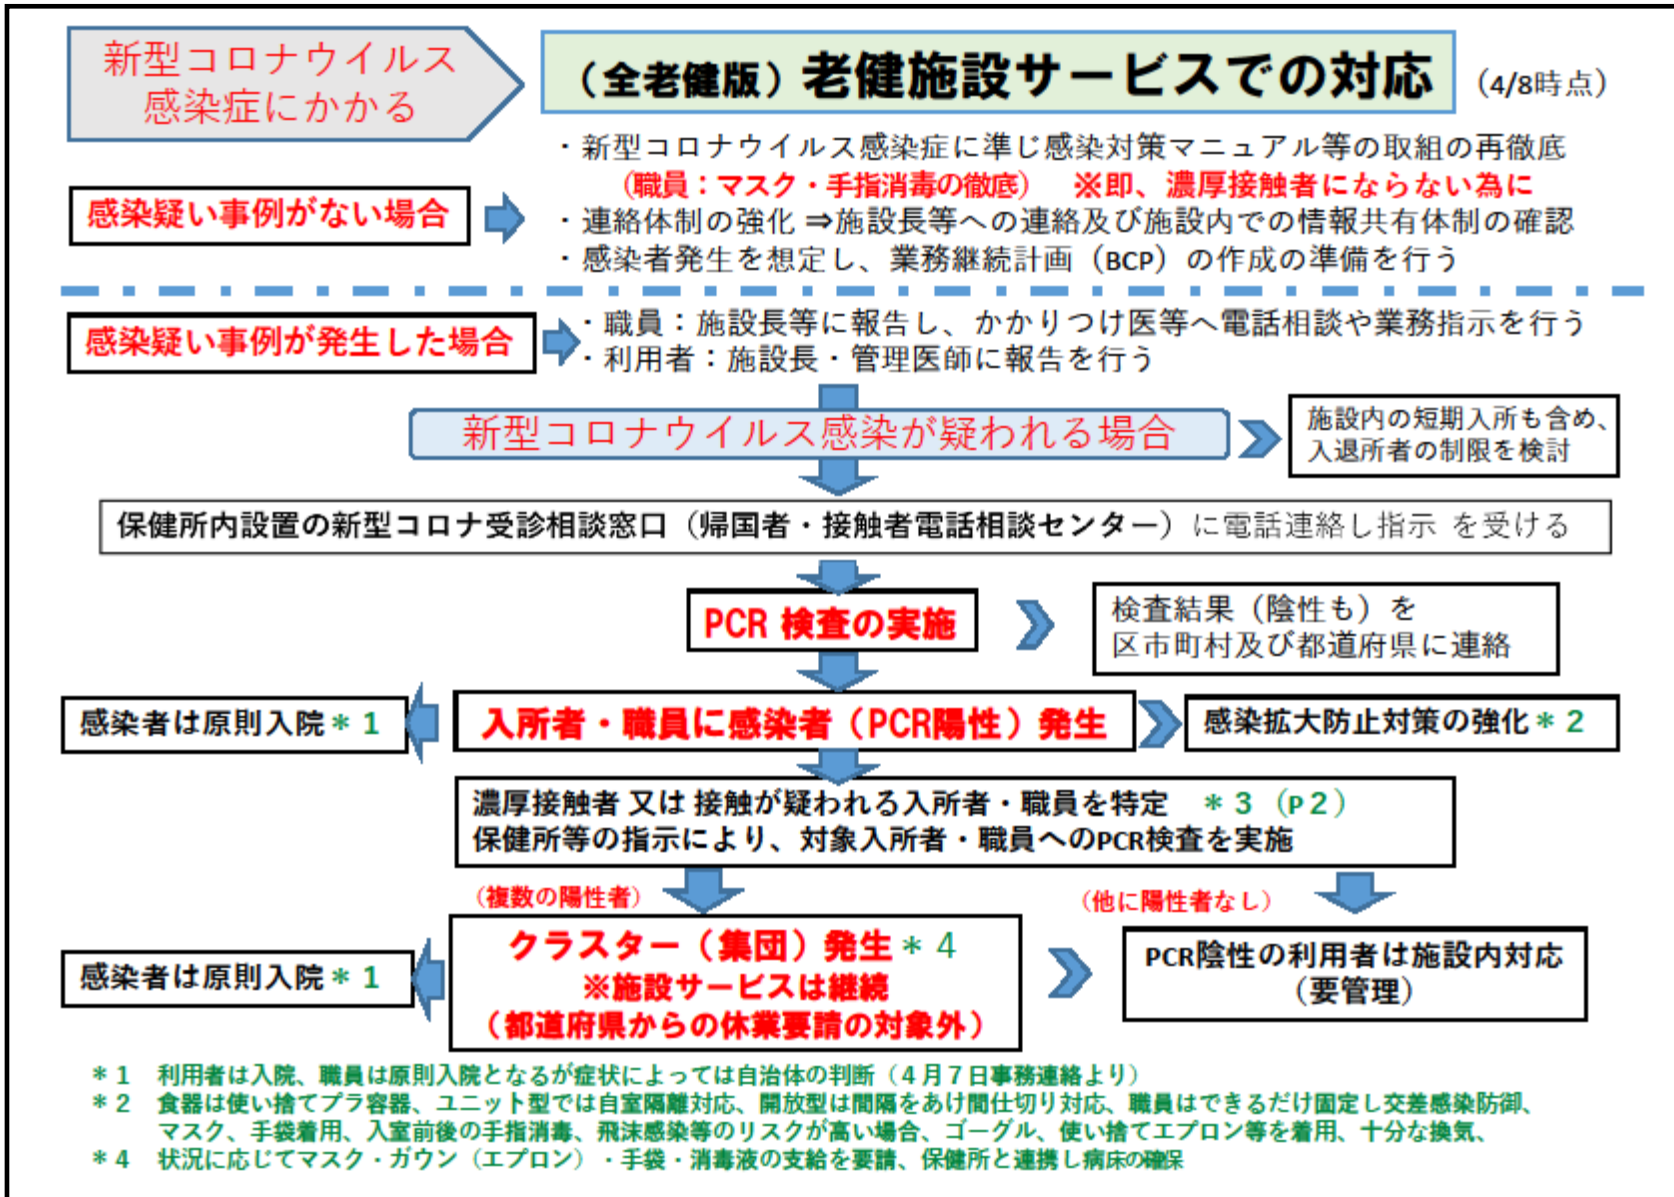 新型コロナウイルス
感染症にかかる
（全老健版）老健施設サービスでの対応 （4/8時点）
・新型コロナウイルス感染症に準じ感染対策マニュアル等の取組の再徹底
（職員：マスク・手指消毒の徹底） ※即、濃厚接触者にならない為に
感染疑い事例がない場合
・連絡体制の強化 ⇒施設長等への連絡及び施設内での情報共有体制の確認
・感染者発生を想定し、業務継続計画（BCP）の作成の準備を行う
感染疑い事例が発生した場合
・職員：施設長等に報告し、かかりつけ医等へ電話相談や業務指示を行う
・利用者：施設長・管理医師に報告を行う
新型コロナウイルス感染が疑われる場合
施設内の短期入所も含め、
入退所者の制限を検討
保健所内設置の新型コロナ受診相談窓口（帰国者・接触者電話相談センター）に電話連絡し指示 を受ける
PCR 検査の実施
検査結果（陰性も）を
区市町村及び都道府県に連絡
感染者は原則入院＊1
入所者・職員に感染者（PCR陽性）発生
感染拡大防止対策の強化＊2
濃厚接触者 又は 接触が疑われる入所者・職員を特定 ＊3（P2）
保健所等の指示により、対象入所者・職員へのPCR検査を実施
（複数の陽性者）
（他に陽性者なし）
感染者は原則入院＊1
クラスター（集団）発生＊4
※施設サービスは継続
（都道府県からの休業要請の対象外）
PCR陰性の利用者は施設内対応
（要管理）
＊1 利用者は入院、職員は原則入院となるが症状によっては自治体の判断（4月7日事務連絡より）
＊2 食器は使い捨てプラ容器、ユニット型では自室隔離対応、開放型は間隔をあけ間仕切り対応、職員はできるだけ固定し交差感染防御、
マスク、手袋着用、入室前後の手指消毒、飛沫感染等のリスクが高い場合、ゴーグル、使い捨てエプロン等を着用、十分な換気、
＊4 状況に応じてマスク・ガウン（エプロン）・手袋・消毒液の支給を要請、保健所と連携し病床の確保